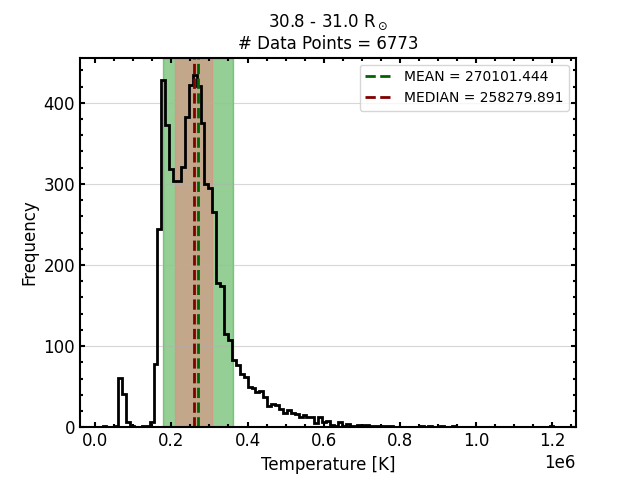 30.8 - 31.0 R⊙
# Data Points = 6773
MEAN = 270101.444
MEDIAN = 258279.891
Frequency
400
300
200
100
0
0.0 0.2 0.4 0.6 0.8 1.0 1.2
1e6
Temperature [K]